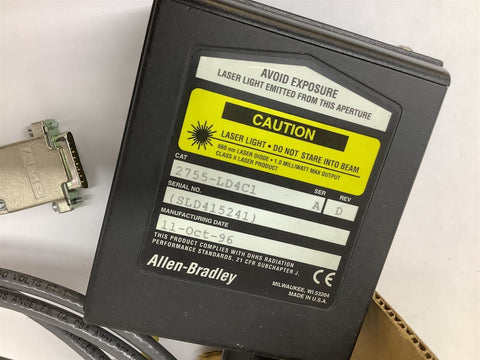 AVOID EXPOSURE
LASER LIGHT EMITTED FROM THIS APERTURE
CAUTION
LASER LIGHT • DO NOT STARE INTO BEAM
660 nm LASER DIODE • 1.0 MILLIWATT MAX OUTPUT
CLASS II LASER PRODUCT
CAT SER REV
2755-LD4C1 A D
SERIAL NO.
(SLD415241)
MANUFACTURING DATE
11-Oct-96
THIS PRODUCT COMPLIES WITH DHHS RADIATION
PERFORMANCE STANDARDS, 21 CFR SUBCHAPTER J.
Allen-Bradley CE
MILWAUKEE, WI 53204
MADE IN U.S.A.
VOLTS
ANGELES, CA